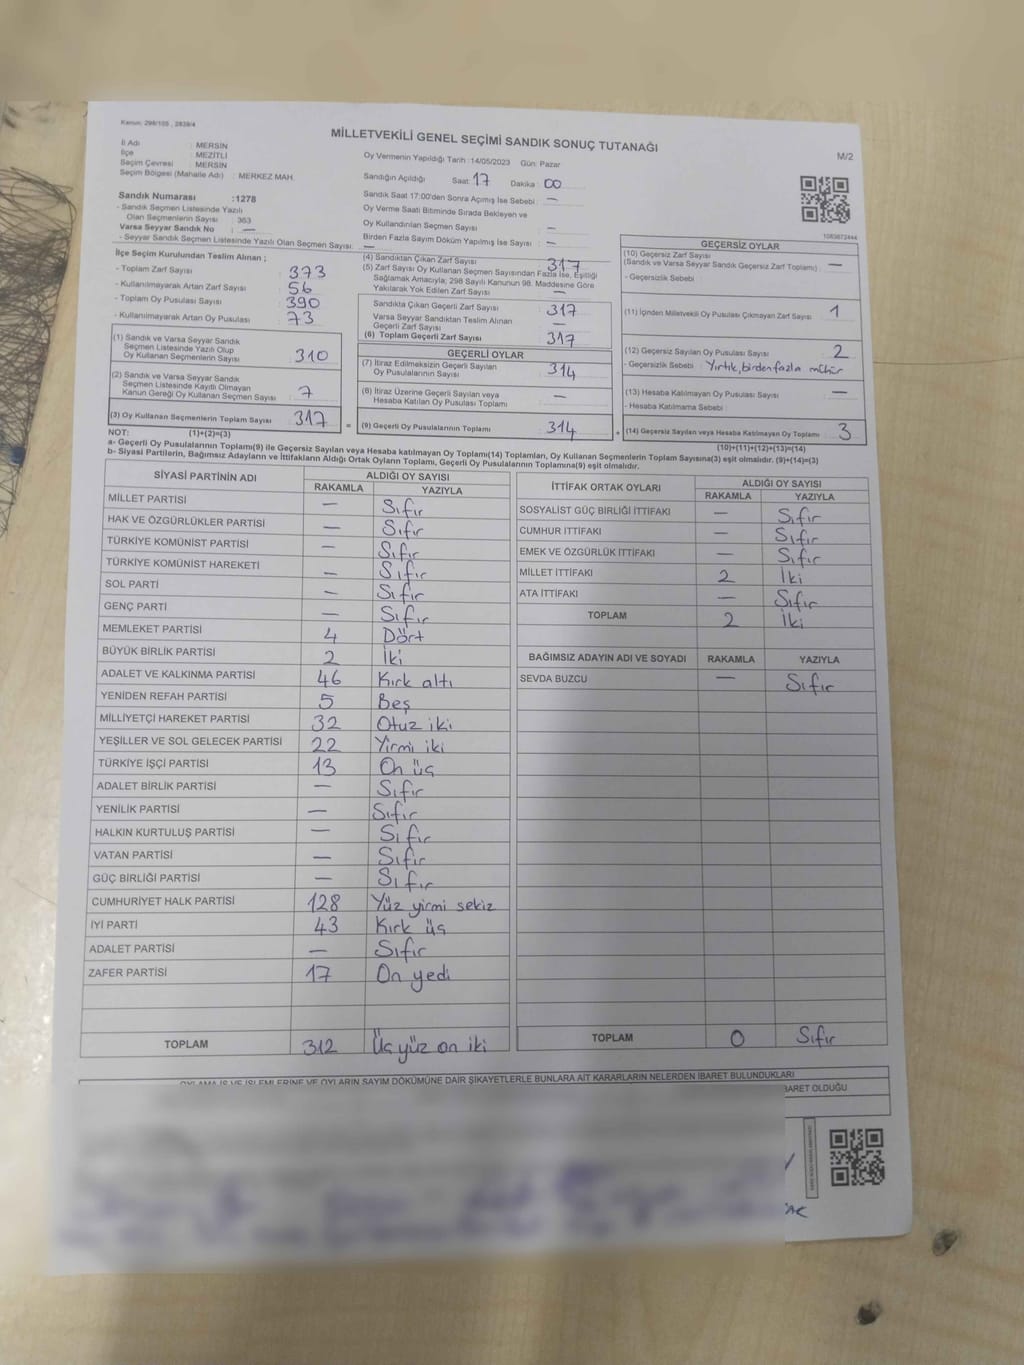 Kanun: 298/105 , 2839/4
MİLLETVEKİLİ GENEL SEÇİMİ SANDIK SONUÇ TUTANAĞI
M/2
İl Adı : MERSİN
İlçe : MEZİTLİ
Seçim Çevresi : MERSİN
Seçim Bölgesi (Mahalle Adı) : MERKEZ MAH.
Oy Vermenin Yapıldığı Tarih :14/05/2023 Gün: Pazar
Sandığın Açıldığı Saat: 17 Dakika : 00
Sandık Saat 17:00'den Sonra Açımış İse Sebebi : —
Oy Verme Saati Bitiminde Sırada Bekleyen ve
Oy Kullandırılan Seçmen Sayısı : —
Birden Fazla Sayım Döküm Yapılmış İse Sayısı : —
Sandık Numarası :1278
- Sandık Seçmen Listesinde Yazılı
Olan Seçmenlerin Sayısı : 363
Varsa Seyyar Sandık No : —
- Seyyar Sandık Seçmen Listesinde Yazılı Olan Seçmen Sayısı: —
1083672444
İlçe Seçim Kurulundan Teslim Alınan ;
- Toplam Zarf Sayısı : 373
- Kullanılmayarak Artan Zarf Sayısı : 56
- Toplam Oy Pusulası Sayısı : 390
- Kullanılmayarak Artan Oy Pusulası : 73
(1) Sandık ve Varsa Seyyar Sandık
Seçmen Listesinde Yazılı Olup
Oy Kullanan Seçmenlerin Sayısı : 310
(2) Sandık ve Varsa Seyyar Sandık
Seçmen Listesinde Kayıtlı Olmayan
Kanun Gereği Oy Kullanan Seçmen Sayısı : 7
(3) Oy Kullanan Seçmenlerin Toplam Sayısı : 317
(4) Sandıktan Çıkan Zarf Sayısı : 317
(5) Zarf Sayısı Oy Kullanan Seçmen Sayısından Fazla İse, Eşitliği
Sağlamak Amacıyla; 298 Sayılı Kanunun 98. Maddesine Göre
Yakılarak Yok Edilen Zarf Sayısı : —
Sandıkta Çıkan Geçerli Zarf Sayısı : 317
Varsa Seyyar Sandıktan Teslim Alınan
Geçerli Zarf Sayısı : —
(6) Toplam Geçerli Zarf Sayısı : 317
GEÇERLİ OYLAR
(7) İtiraz Edilmeksizin Geçerli Sayılan
Oy Pusulalarının Sayısı : 314
(8) İtiraz Üzerine Geçerli Sayılan veya
Hesaba Katılan Oy Pusulası Toplamı : —
= (9) Geçerli Oy Pusulalarının Toplamı : 314
GEÇERSİZ OYLAR
(10) Geçersiz Zarf Sayısı
(Sandık ve Varsa Seyyar Sandık Geçersiz Zarf Toplamı) : —
- Geçersizlik Sebebi :
(11) İçinden Milletvekili Oy Pusulası Çıkmayan Zarf Sayısı : 1
(12) Geçersiz Sayılan Oy Pusulası Sayısı : 2
- Geçersizlik Sebebi : Yırtık, birden fazla mühür
(13) Hesaba Katılmayan Oy Pusulası Sayısı : —
- Hesaba Katılmama Sebebi :
+ (14) Geçersiz Sayılan veya Hesaba Katılmayan Oy Toplamı : 3
NOT: (1)+(2)=(3) (10)+(11)+(12)+(13)=(14)
a- Geçerli Oy Pusulalarının Toplamı(9) ile Geçersiz Sayılan veya Hesaba katılmayan Oy Toplamı(14) Toplamları, Oy Kullanan Seçmenlerin Toplam Sayısına(3) eşit olmalıdır. (9)+(14)=(3)
b- Siyasi Partilerin, Bağımsız Adayların ve İttifakların Aldığı Ortak Oyların Toplamı, Geçerli Oy Pusulalarının Toplamına(9) eşit olmalıdır.
SİYASİ PARTİNİN ADI ALDIĞI OY SAYISI
RAKAMLA YAZIYLA
MİLLET PARTİSİ — Sıfır
HAK VE ÖZGÜRLÜKLER PARTİSİ — Sıfır
TÜRKİYE KOMÜNİST PARTİSİ — Sıfır
TÜRKİYE KOMÜNİST HAREKETİ — Sıfır
SOL PARTİ — Sıfır
GENÇ PARTİ — Sıfır
MEMLEKET PARTİSİ 4 Dört
BÜYÜK BİRLİK PARTİSİ 2 İki
ADALET VE KALKINMA PARTİSİ 46 Kırk altı
YENİDEN REFAH PARTİSİ 5 Beş
MİLLİYETÇİ HAREKET PARTİSİ 32 Otuz iki
YEŞİLLER VE SOL GELECEK PARTİSİ 22 Yirmi iki
TÜRKİYE İŞÇİ PARTİSİ 13 On üç
ADALET BİRLİK PARTİSİ — Sıfır
YENİLİK PARTİSİ — Sıfır
HALKIN KURTULUŞ PARTİSİ — Sıfır
VATAN PARTİSİ — Sıfır
GÜÇ BİRLİĞİ PARTİSİ — Sıfır
CUMHURİYET HALK PARTİSİ 128 Yüz yirmi sekiz
İYİ PARTİ 43 Kırk üç
ADALET PARTİSİ — Sıfır
ZAFER PARTİSİ 17 On yedi
TOPLAM 312 Üç yüz on iki
İTTİFAK ORTAK OYLARI ALDIĞI OY SAYISI
RAKAMLA YAZIYLA
SOSYALİST GÜÇ BİRLİĞİ İTTİFAKI — Sıfır
CUMHUR İTTİFAKI — Sıfır
EMEK VE ÖZGÜRLÜK İTTİFAKI — Sıfır
MİLLET İTTİFAKI 2 İki
ATA İTTİFAKI — Sıfır
TOPLAM 2 İki
BAĞIMSIZ ADAYIN ADI VE SOYADI RAKAMLA YAZIYLA
SEVDA BUZCU — Sıfır
TOPLAM 0 Sıfır
OYLAMA İŞ VE İŞLEMLERİNE VE OYLARIN SAYIM DÖKÜMÜNE DAİR ŞİKAYETLERLE BUNLARA AİT KARARLARIN NELERDEN İBARET BULUNDUKLARI
BARET OLDUĞU